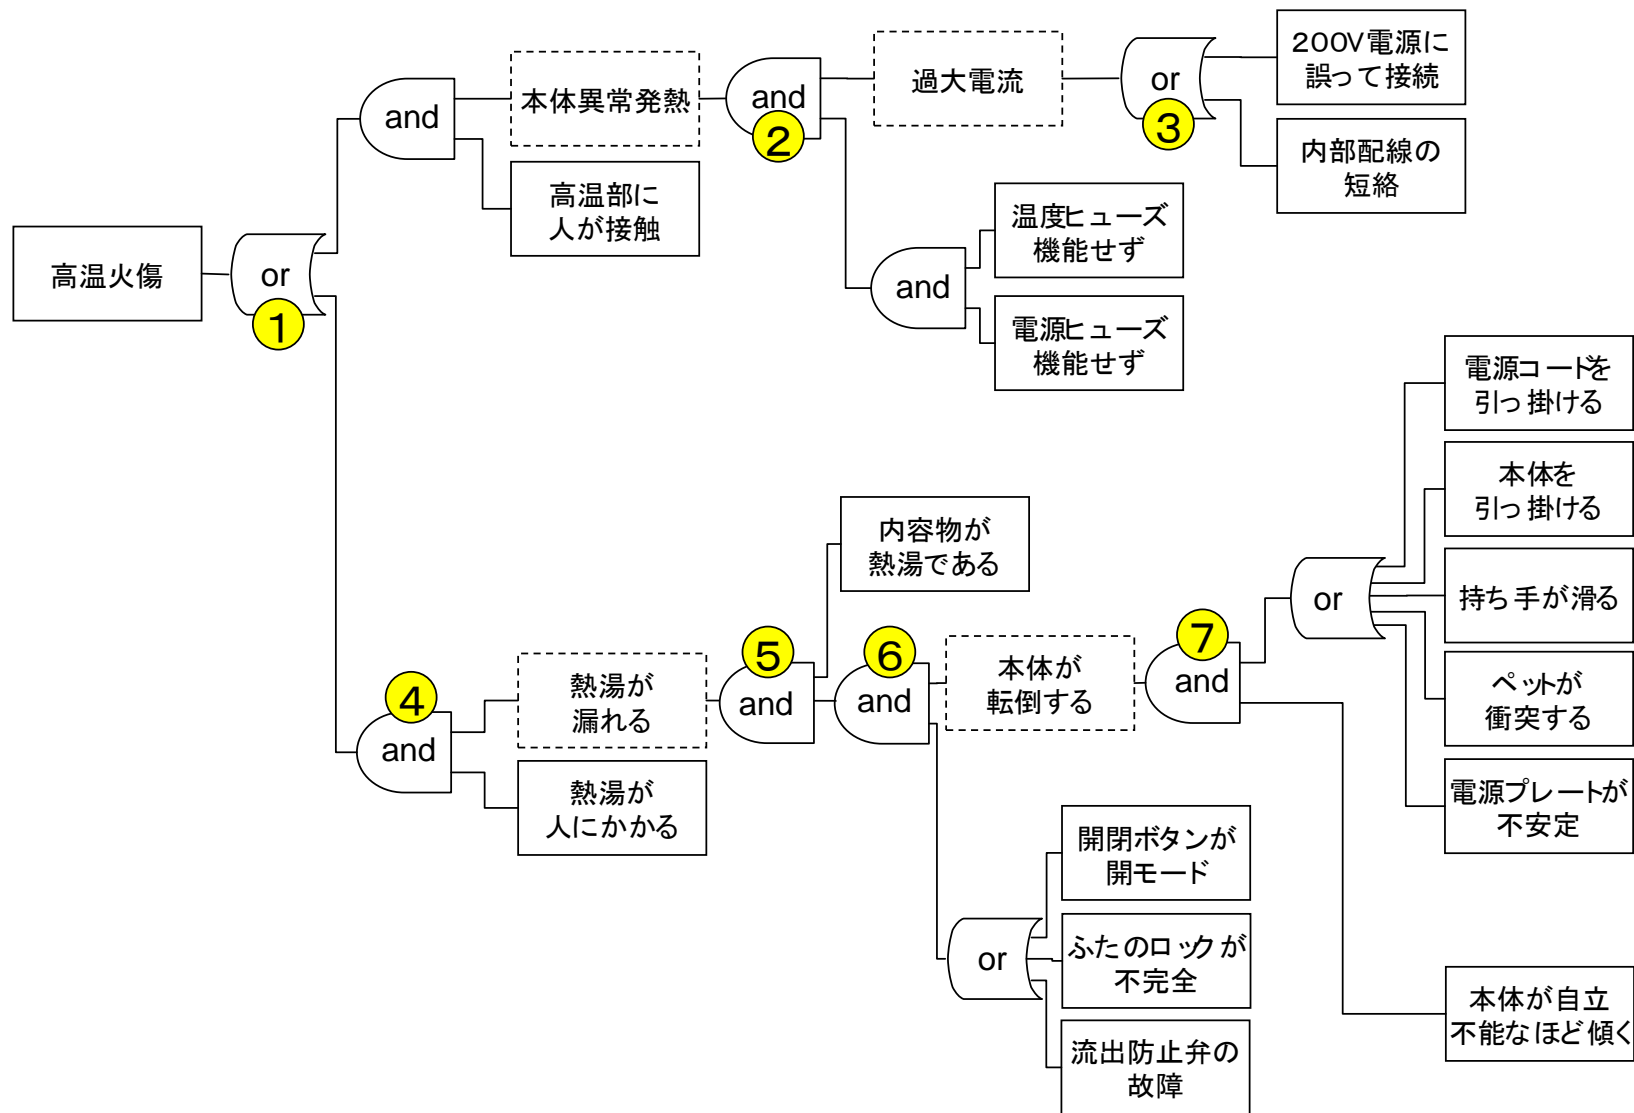 高温火傷
or
1
and
本体異常発熱
高温部に
人が接触
and
2
過大電流
or
3
200V電源に
誤って接続
内部配線の
短絡
and
温度ヒューズ
機能せず
電源ヒューズ
機能せず
4
and
熱湯が
漏れる
熱湯が
人にかかる
5
and
内容物が
熱湯である
6
and
本体が
転倒する
7
and
or
電源コードを
引っ掛ける
本体を
引っ掛ける
持ち手が滑る
ペットが
衝突する
電源プレートが
不安定
本体が自立
不能なほど傾く
or
開閉ボタンが
開モード
ふたのロックが
不完全
流出防止弁の
故障